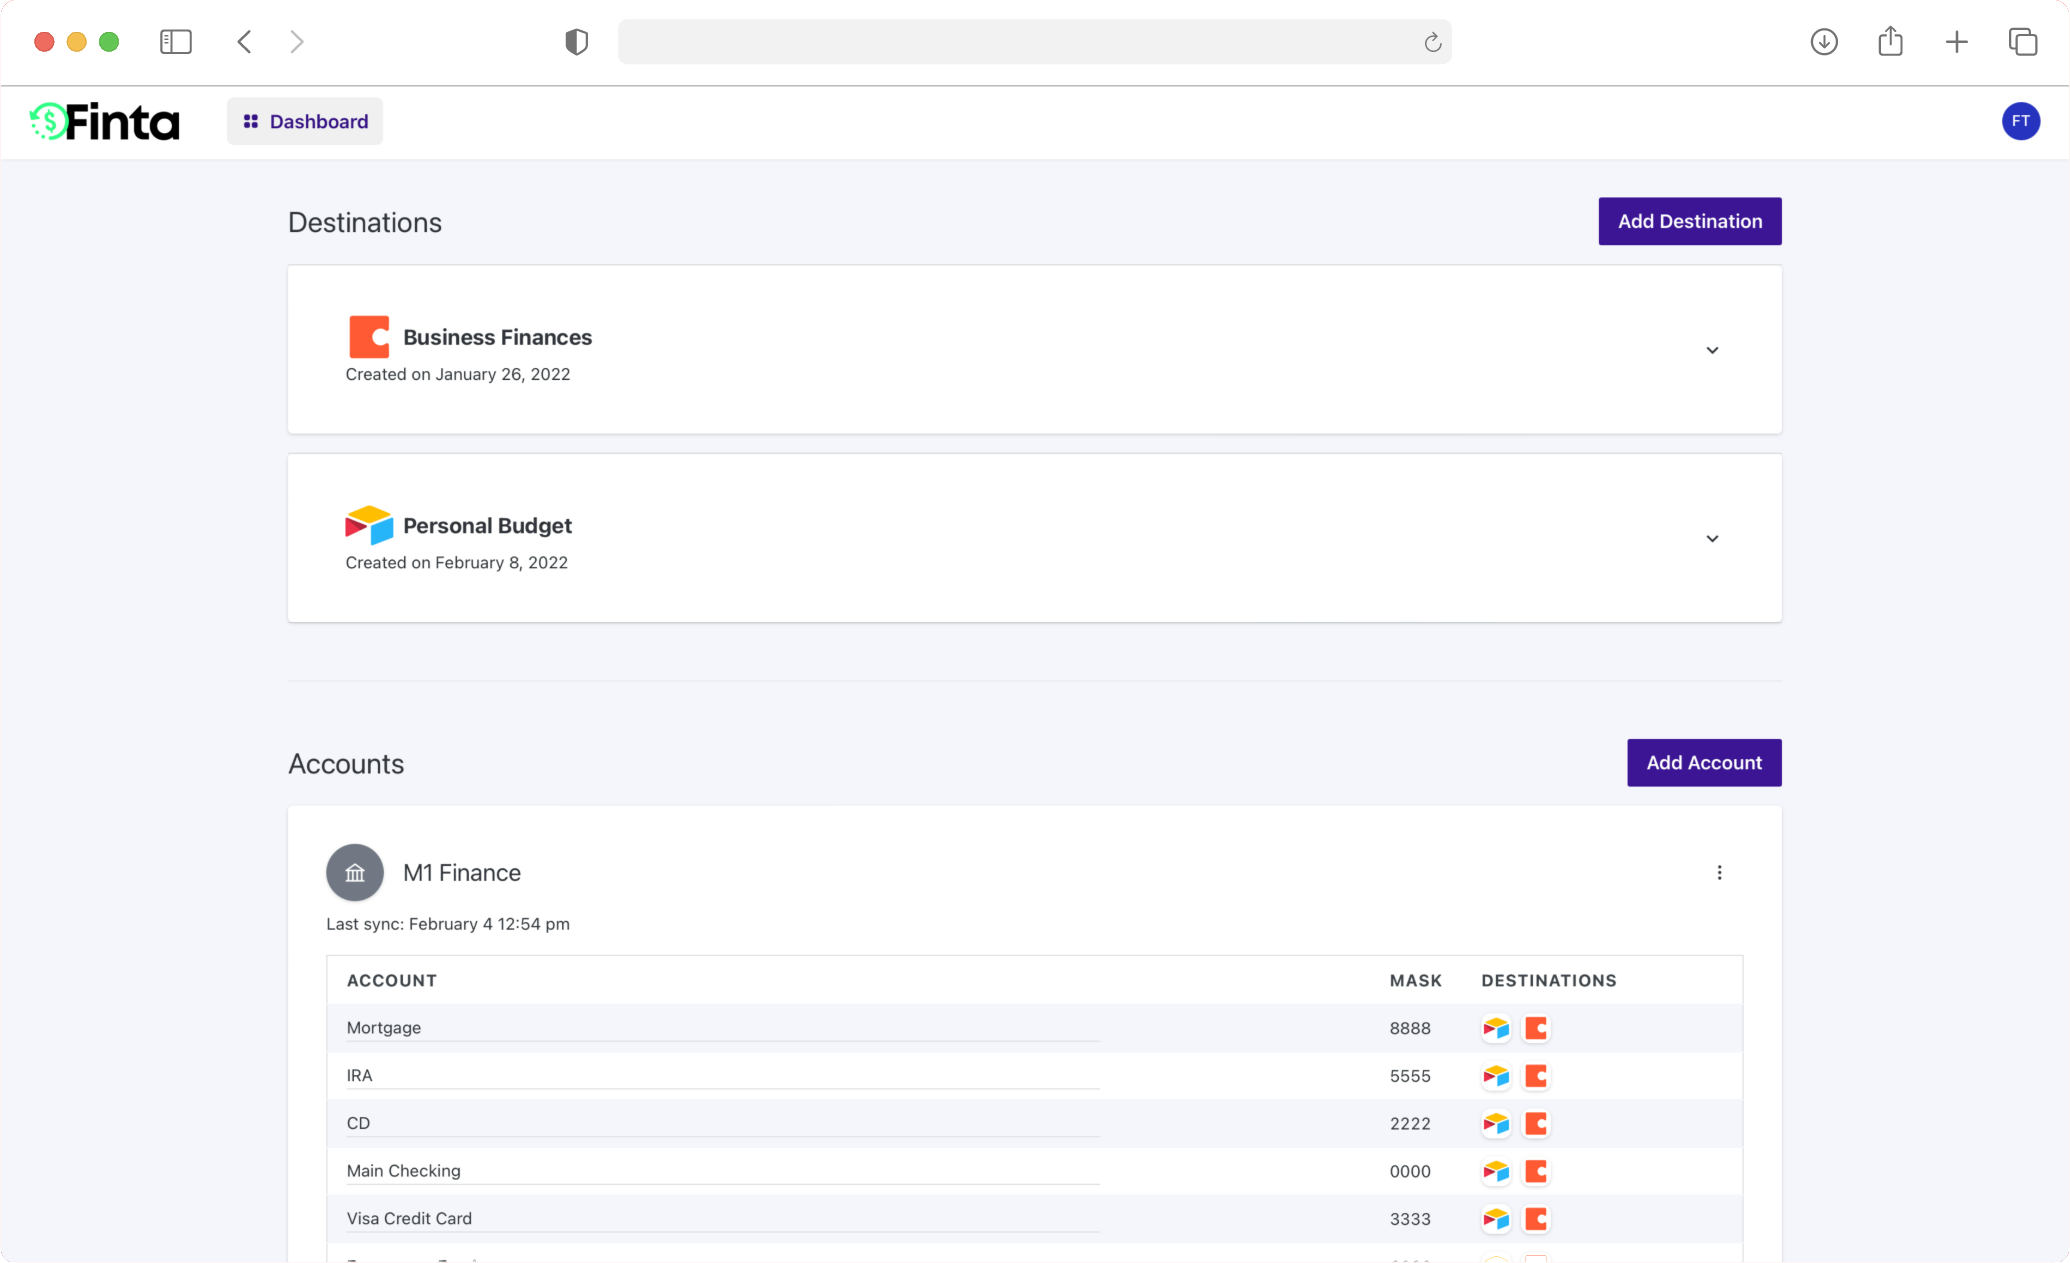 Finta
Dashboard
FT
Destinations
Add Destination
Business Finances
Created on January 26, 2022
Personal Budget
Created on February 8, 2022
Accounts
Add Account
M1 Finance
Last sync: February 4 12:54 pm
ACCOUNT MASK DESTINATIONS
Mortgage 8888
IRA 5555
CD 2222
Main Checking 0000
Visa Credit Card 3333